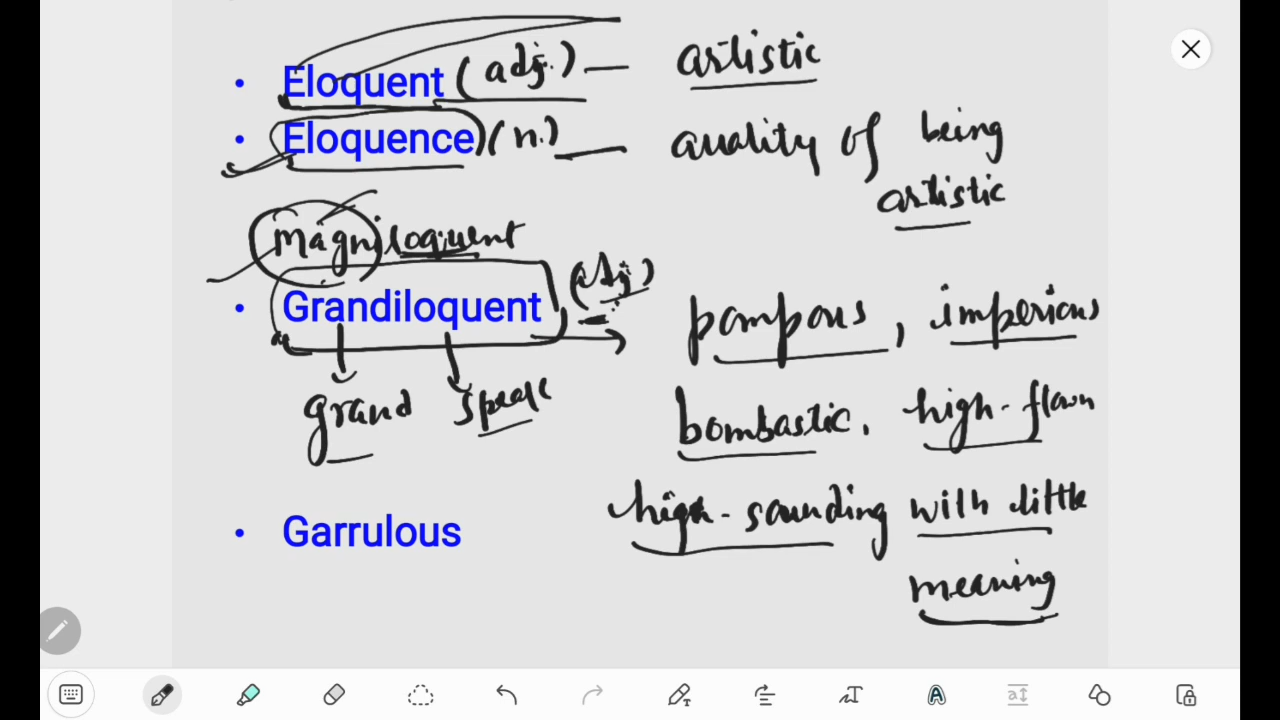 • Eloquent (adj.) — artistic
• Eloquence (n.) — quality of being
artistic
Magniloquent
• Grandiloquent (adj) → pompous, imperious
grand speak bombastic, high-flown
• Garrulous high-sounding with little
meaning